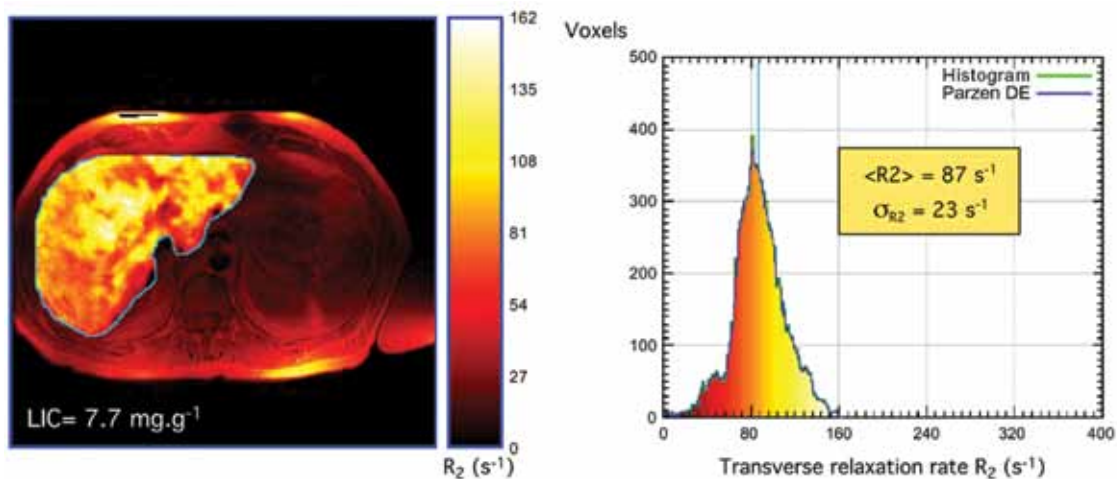 LIC= 7.7 mg.g⁻¹
162
135
108
81
54
27
0
R₂ (s⁻¹)
Voxels
500
400
300
200
100
0
Histogram
Parzen DE
<R2> = 87 s⁻¹
σ_R2 = 23 s⁻¹
0 80 160 240 320 400
Transverse relaxation rate R₂ (s⁻¹)